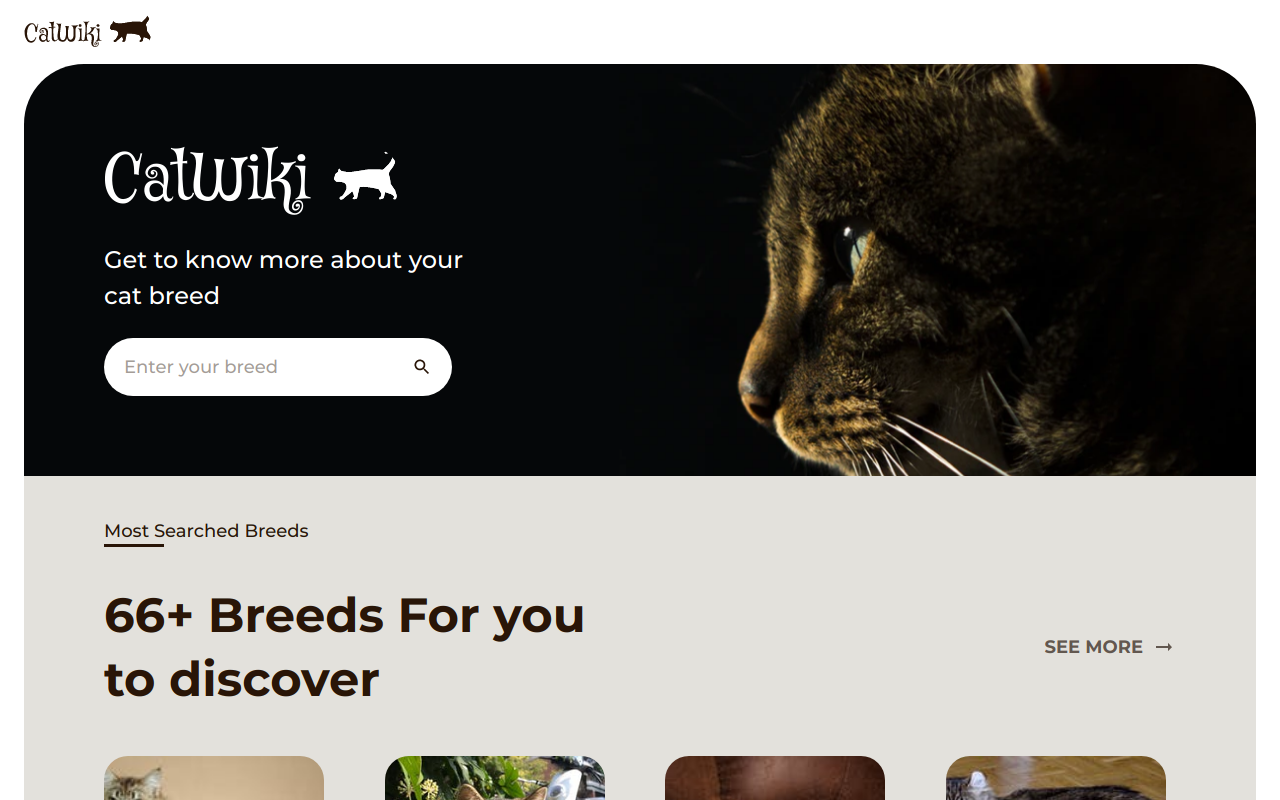 CatWiki
CatWiki
Get to know more about your
cat breed
Enter your breed
Most Searched Breeds
66+ Breeds For you
to discover
SEE MORE